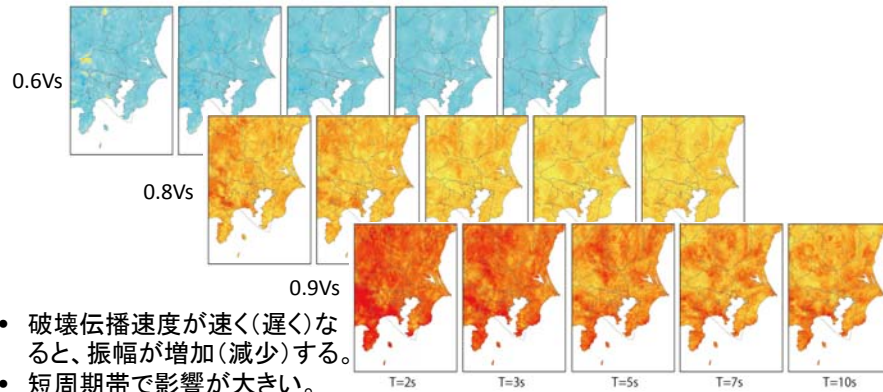 0.6Vs
0.8Vs
0.9Vs
• 破壊伝播速度が速く(遅く)な
ると、振幅が増加(減少)する。
• 短周期帯で影響が大きい。
T=2s T=3s T=5s T=7s T=10s